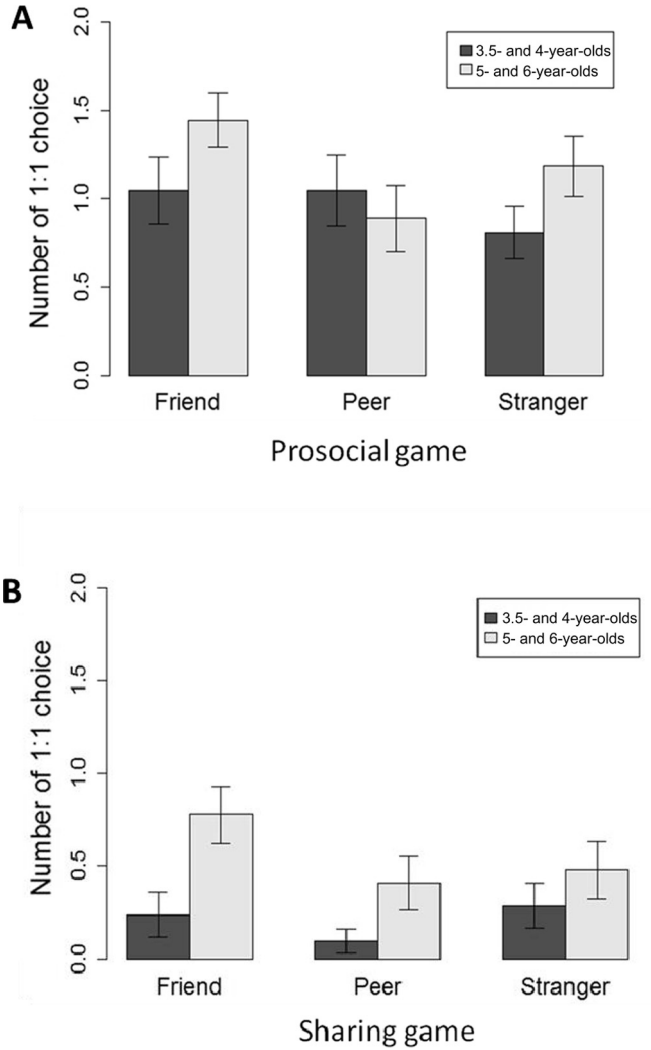 A
2.0
1.5
1.0
0.5
0.0
Number of 1:1 choice
3.5- and 4-year-olds
5- and 6-year-olds
Friend Peer Stranger
Prosocial game
B
2.0
1.5
1.0
0.5
0.0
Number of 1:1 choice
3.5- and 4-year-olds
5- and 6-year-olds
Friend Peer Stranger
Sharing game